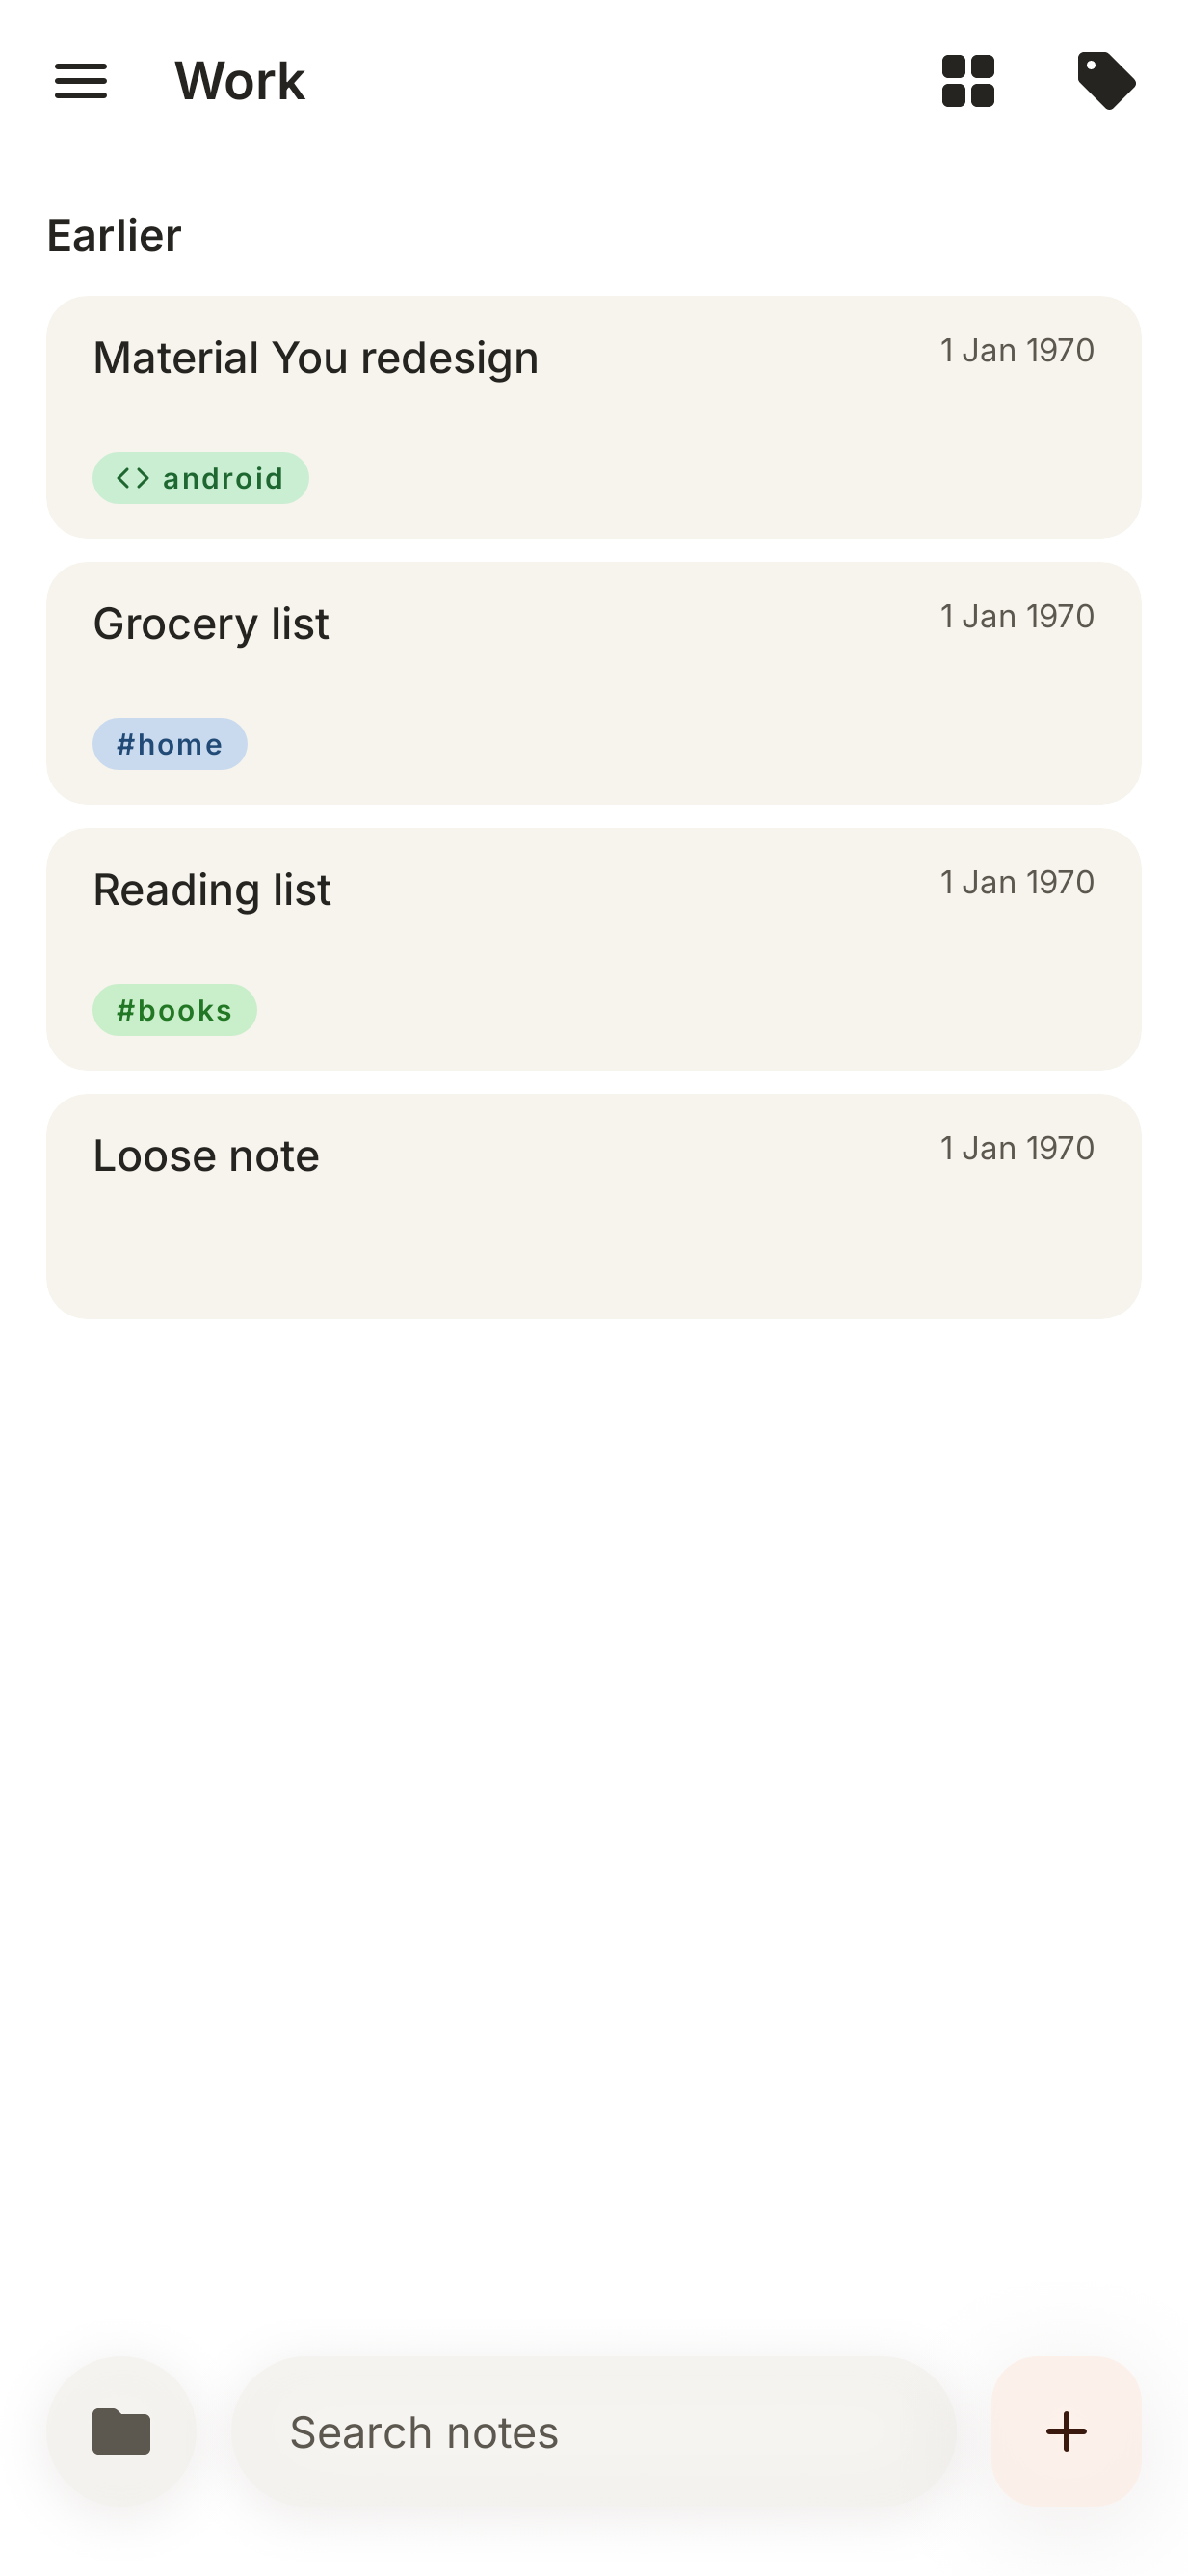 Work
Earlier
Material You redesign
1 Jan 1970
android
Grocery list
1 Jan 1970
#home
Reading list
1 Jan 1970
#books
Loose note
1 Jan 1970
Search notes